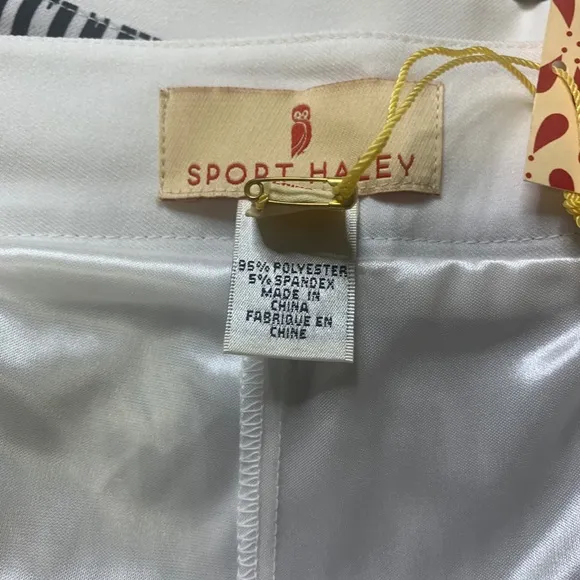 SPORT HALEY
95% POLYESTER
5% SPANDEX
MADE IN
CHINA
FABRIQUE EN
CHINE